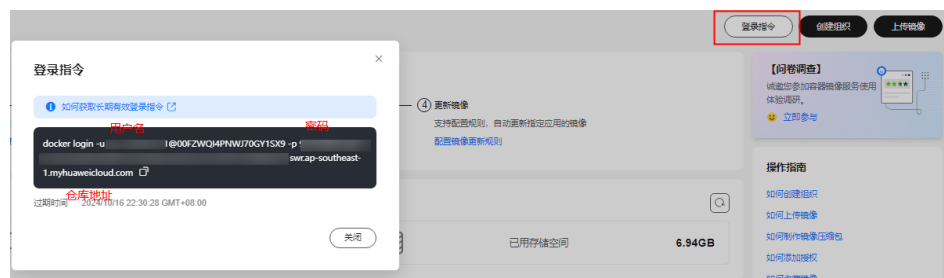 登录指令
创建组织
上传镜像
登录指令
×
如何获取长期有效登录指令
用户名
密码
docker login -u
@00FZWQI4PNWJ70GY1SX9 -p
swr.ap-southeast-
1.myhuaweicloud.com
仓库地址
过期时间 2024/10/16 22:30:28 GMT+08:00
关闭
4 更新镜像
支持配置规则，自动更新指定应用的镜像
配置镜像更新规则
已用存储空间
6.94GB
【问卷调查】
诚邀您参加容器镜像服务使用
体验调研。
立即参与
操作指南
如何创建组织
如何上传镜像
如何制作镜像压缩包
如何添加授权